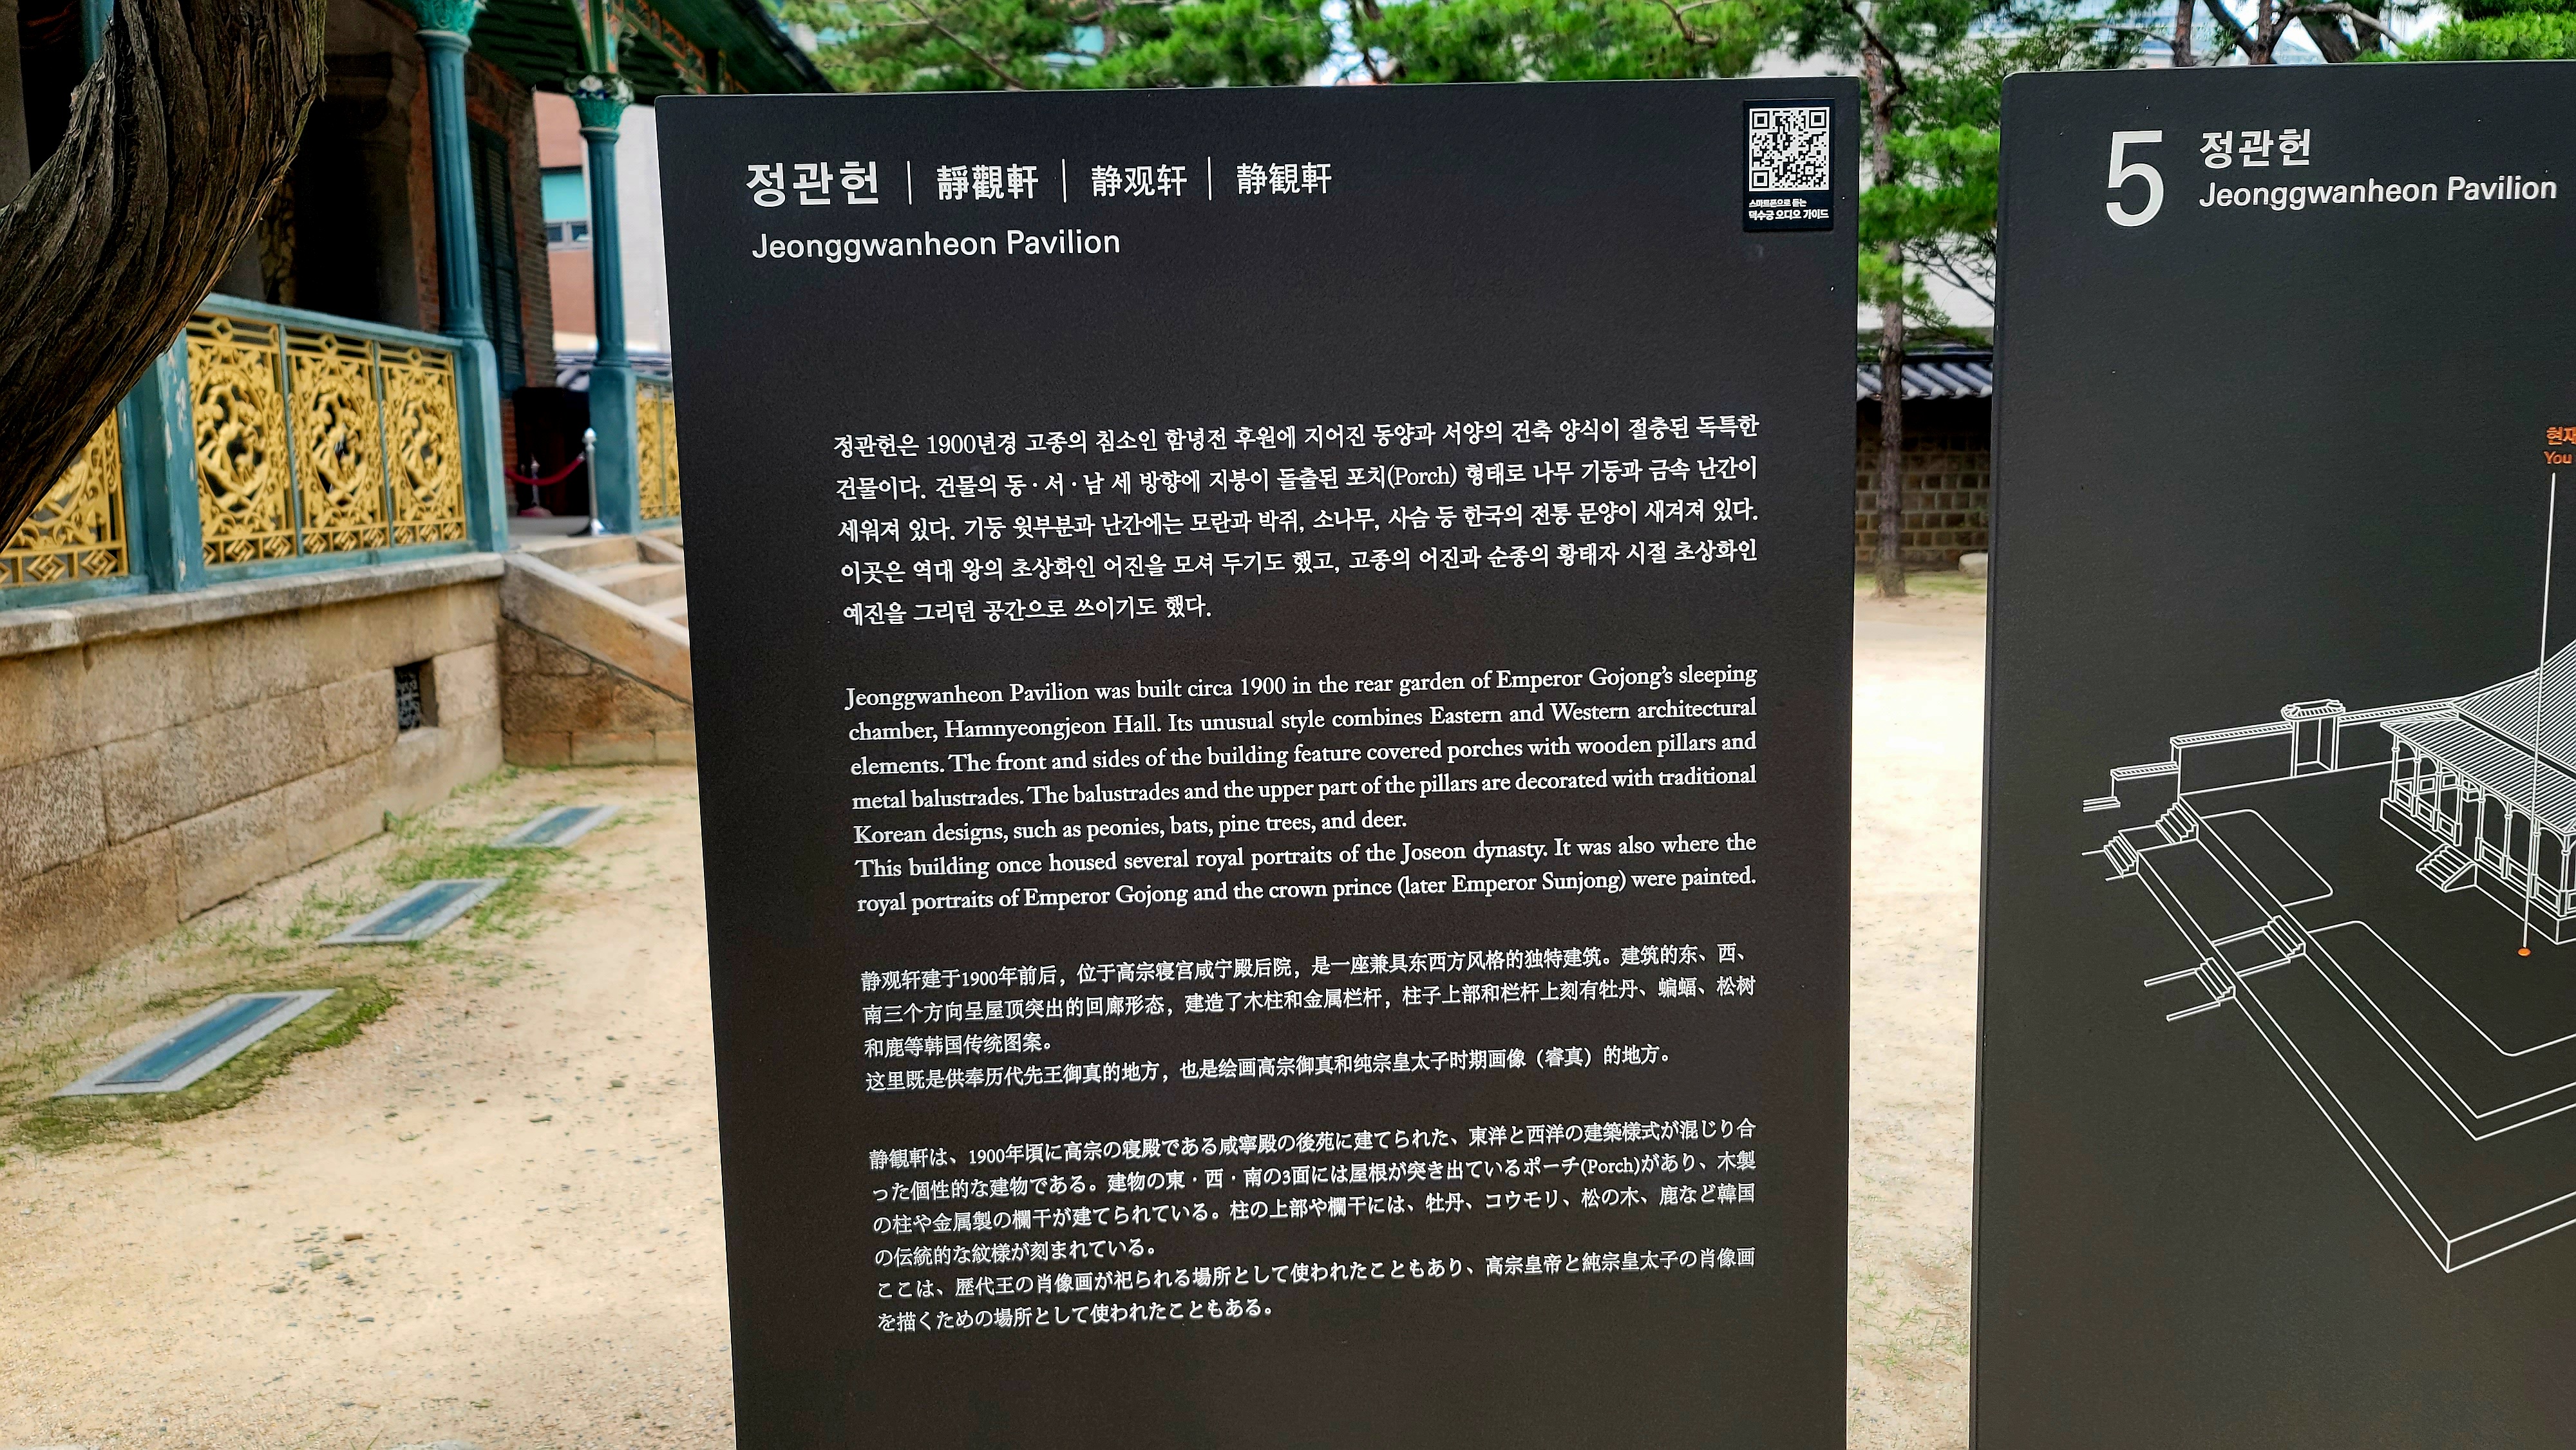 정관헌 | 靜觀軒 | 静观轩 | 静観軒
Jeonggwanheon Pavilion
스마트폰으로 듣는
덕수궁 오디오 가이드
정관헌은 1900년경 고종의 침소인 함녕전 후원에 지어진 동양과 서양의 건축 양식이 절충된 독특한
건물이다. 건물의 동·서·남 세 방향에 지붕이 돌출된 포치(Porch) 형태로 나무 기둥과 금속 난간이
세워져 있다. 기둥 윗부분과 난간에는 모란과 박쥐, 소나무, 사슴 등 한국의 전통 문양이 새겨져 있다.
이곳은 역대 왕의 초상화인 어진을 모셔 두기도 했고, 고종의 어진과 순종의 황태자 시절 초상화인
예진을 그리던 공간으로 쓰이기도 했다.
Jeonggwanheon Pavilion was built circa 1900 in the rear garden of Emperor Gojong's sleeping
chamber, Hamnyeongjeon Hall. Its unusual style combines Eastern and Western architectural
elements. The front and sides of the building feature covered porches with wooden pillars and
metal balustrades. The balustrades and the upper part of the pillars are decorated with traditional
Korean designs, such as peonies, bats, pine trees, and deer.
This building once housed several royal portraits of the Joseon dynasty. It was also where the
royal portraits of Emperor Gojong and the crown prince (later Emperor Sunjong) were painted.
静观轩建于1900年前后，位于高宗寝宫咸宁殿后院，是一座兼具东西方风格的独特建筑。建筑的东、西、
南三个方向呈屋顶突出的回廊形态，建造了木柱和金属栏杆，柱子上部和栏杆上刻有牡丹、蝙蝠、松树
和鹿等韩国传统图案。
这里既是供奉历代先王御真的地方，也是绘画高宗御真和纯宗皇太子时期画像（睿真）的地方。
静観軒は、1900年頃に高宗の寝殿である咸寧殿の後苑に建てられた、東洋と西洋の建築様式が混じり合
った個性的な建物である。建物の東・西・南の3面には屋根が突き出ているポーチ(Porch)があり、木製
の柱や金属製の欄干が建てられている。柱の上部や欄干には、牡丹、コウモリ、松の木、鹿など韓国
の伝統的な紋様が刻まれている。
ここは、歴代王の肖像画が祀られる場所として使われたこともあり、高宗皇帝と純宗皇太子の肖像画
を描くための場所として使われたこともある。
5 정관헌
Jeonggwanheon Pavilion
현재
You